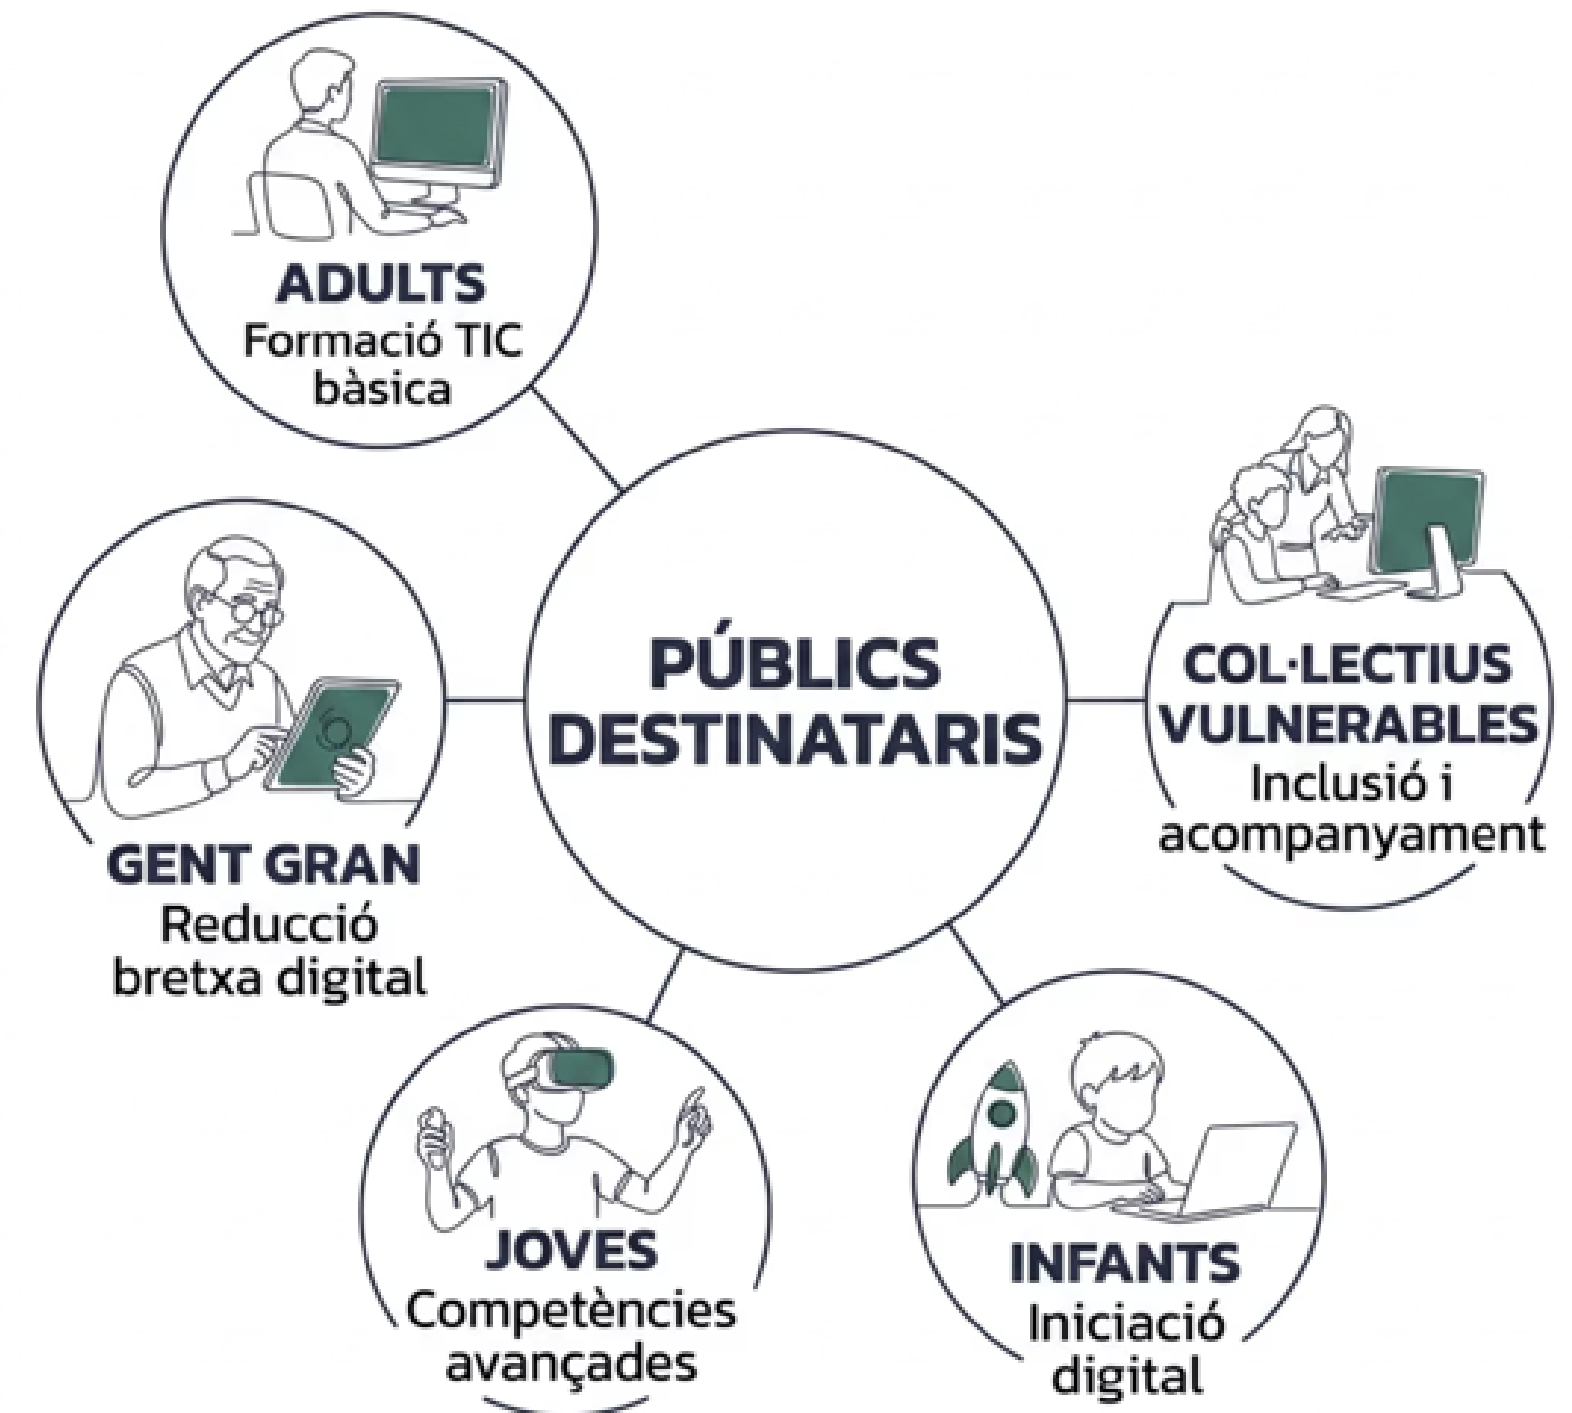 ADULTS
Formació TIC
bàsica
PÚBLICS
DESTINATARIS
COL·LECTIUS
VULNERABLES
Inclusió i
acompanyament
GENT GRAN
Reducció
bretxa digital
JOVES
Competències
avançades
INFANTS
Iniciació
digital